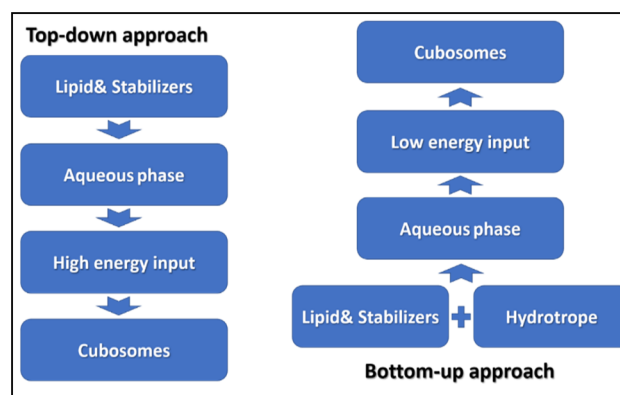 Top-down approach
Lipid& Stabilizers
Aqueous phase
High energy input
Cubosomes
Cubosomes
Low energy input
Aqueous phase
Lipid& Stabilizers + Hydrotrope
Bottom-up approach